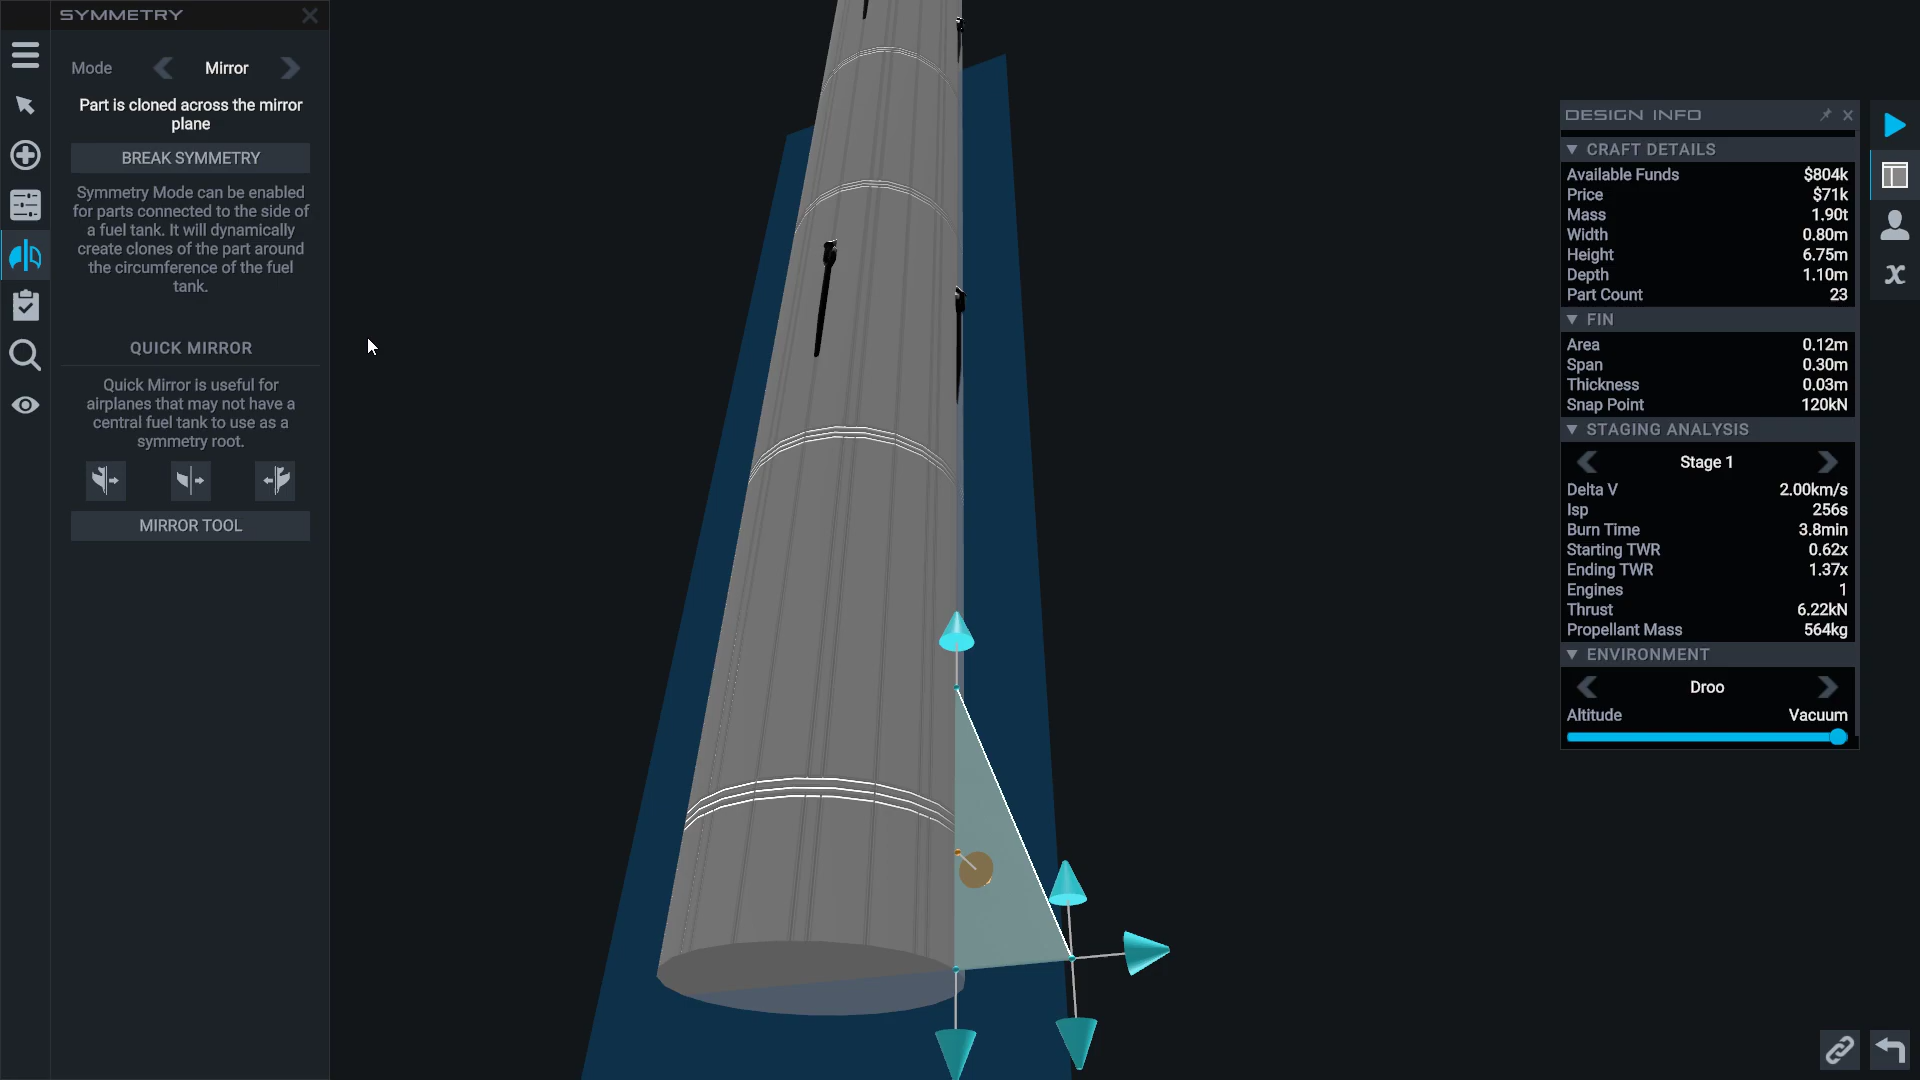 SYMMETRY
Mode
Mirror
Part is cloned across the mirror
plane
BREAK SYMMETRY
Symmetry Mode can be enabled
for parts connected to the side of
a fuel tank. It will dynamically
create clones of the part around
the circumference of the fuel
tank.
QUICK MIRROR
Quick Mirror is useful for
airplanes that may not have a
central fuel tank to use as a
symmetry root.
MIRROR TOOL
DESIGN INFO
CRAFT DETAILS
Available Funds $804k
Price $71k
Mass 1.90t
Width 0.80m
Height 6.75m
Depth 1.10m
Part Count 23
FIN
Area 0.12m
Span 0.30m
Thickness 0.03m
Snap Point 120kN
STAGING ANALYSIS
Stage 1
Delta V 2.00km/s
Isp 256s
Burn Time 3.8min
Starting TWR 0.62x
Ending TWR 1.37x
Engines 1
Thrust 6.22kN
Propellant Mass 564kg
ENVIRONMENT
Droo
Altitude Vacuum